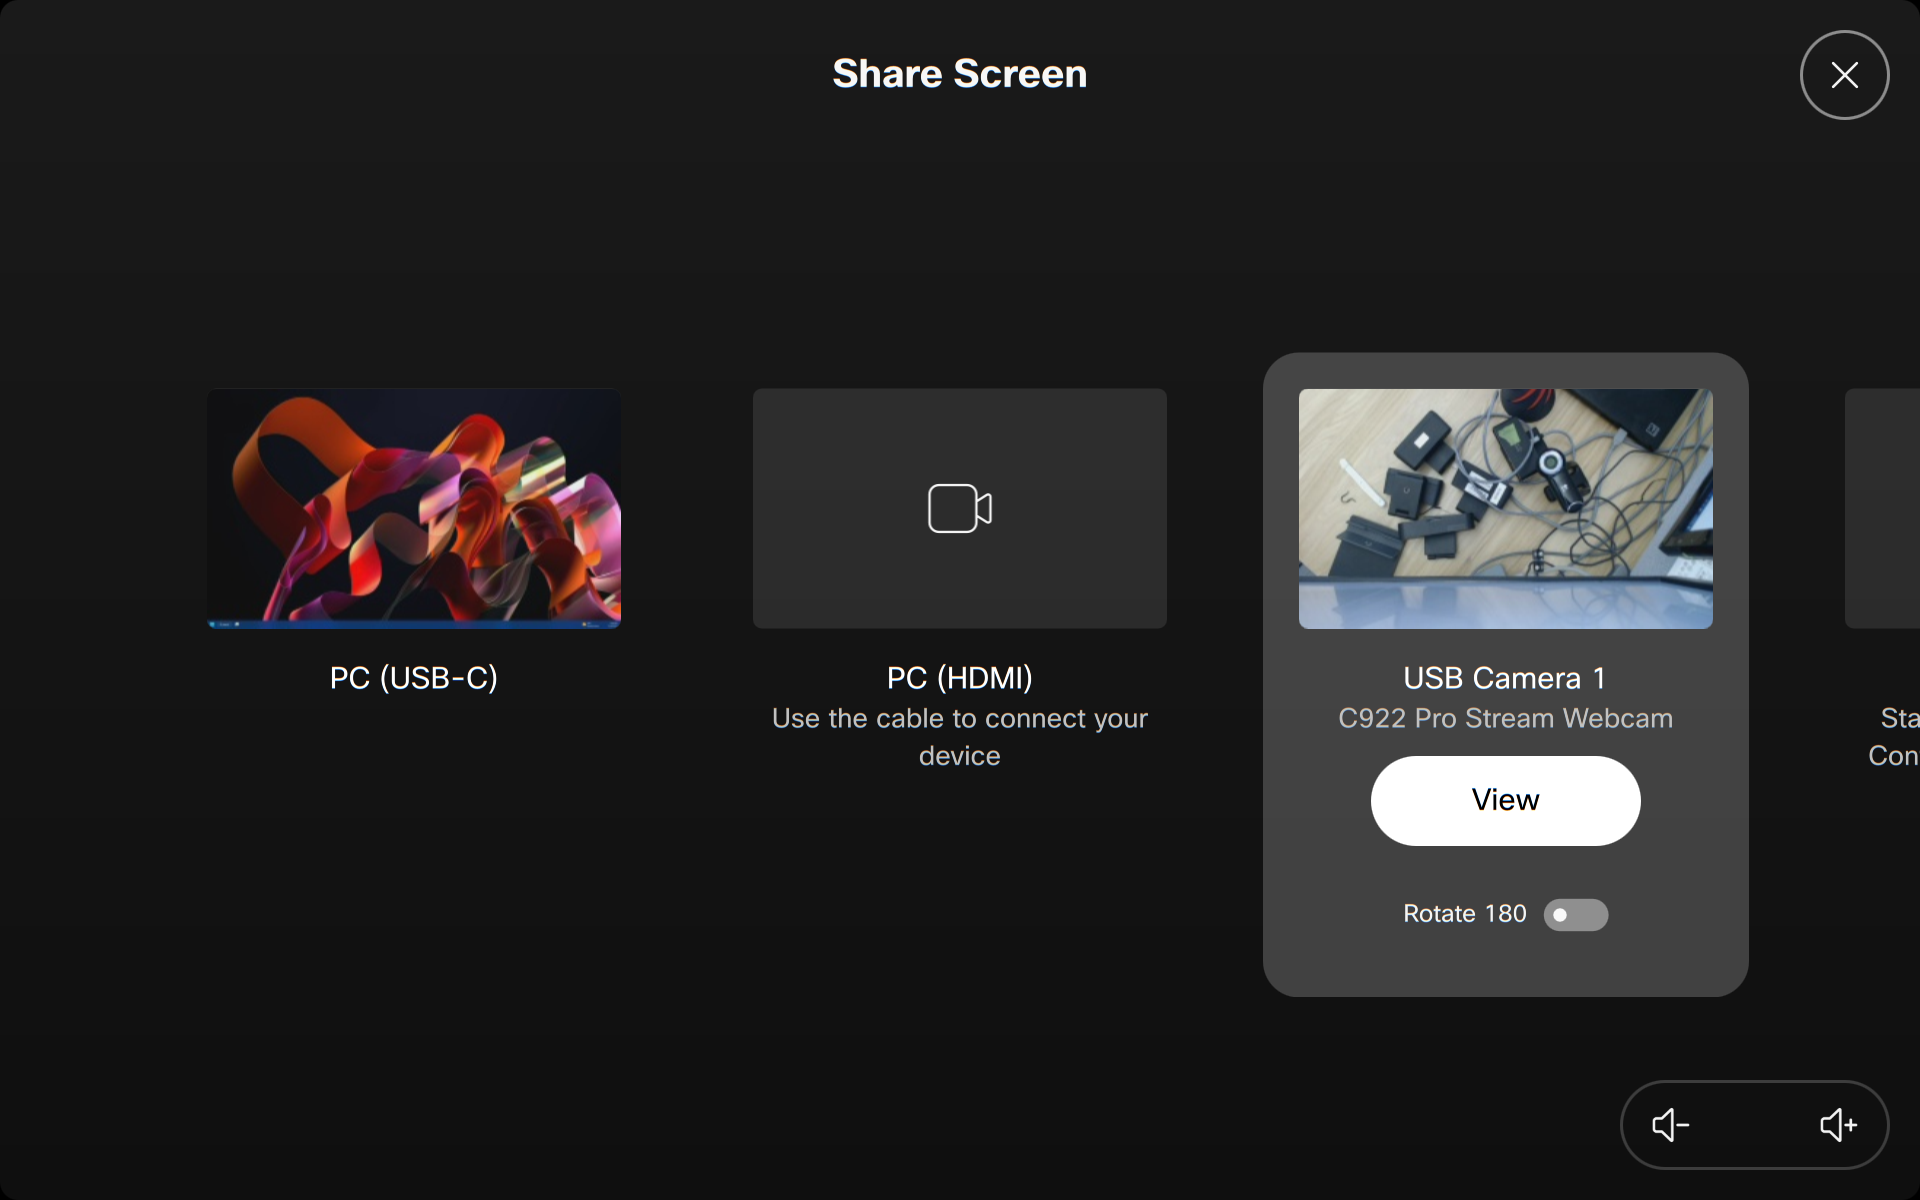 Share Screen
PC (USB-C)
PC (HDMI)
Use the cable to connect your
device
USB Camera 1
C922 Pro Stream Webcam
View
Rotate 180
Sta
Con